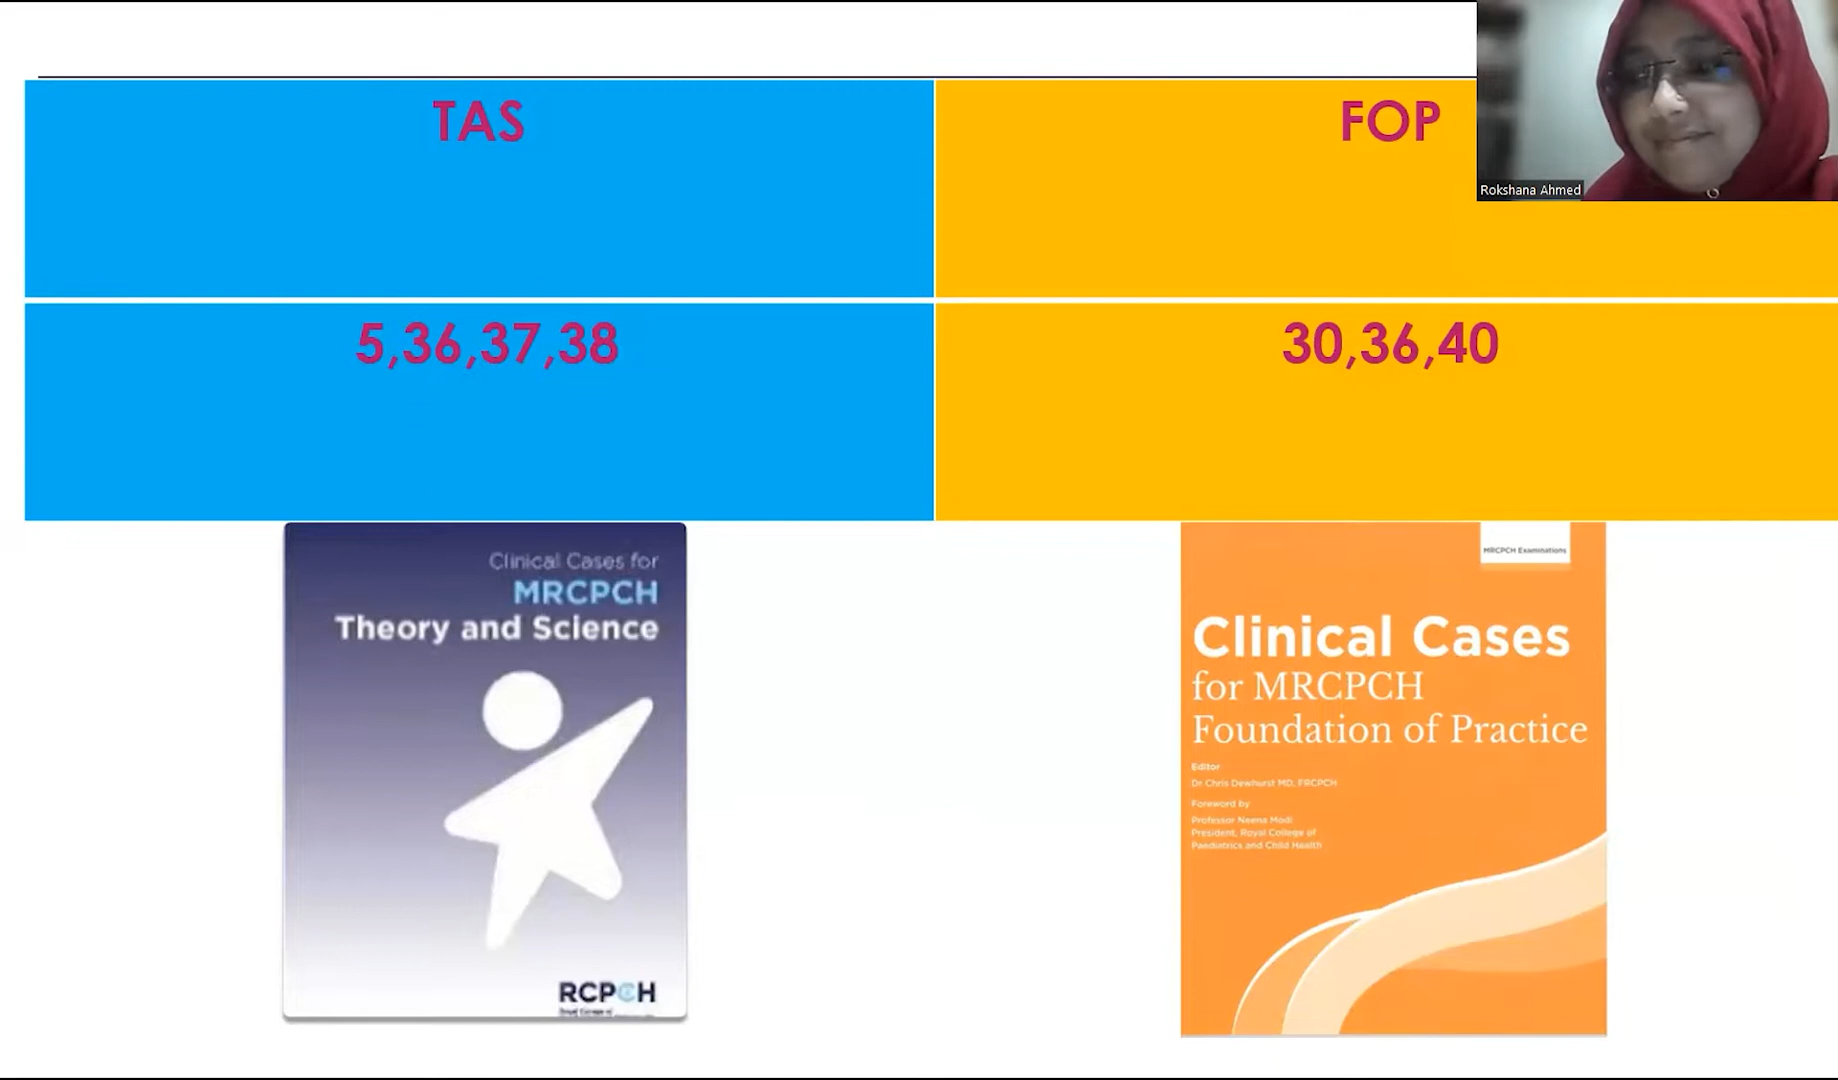 TAS
FOP
Rokshana Ahmed
5,36,37,38
30,36,40
Clinical Cases for
MRCPCH
Theory and Science
RCPCH
MRCPCH Examinations
Clinical Cases
for MRCPCH
Foundation of Practice
Editor
Dr Chris Dewhurst MD, FRCPCH
Foreword by
Professor Neena Modi
President, Royal College of
Paediatrics and Child Health